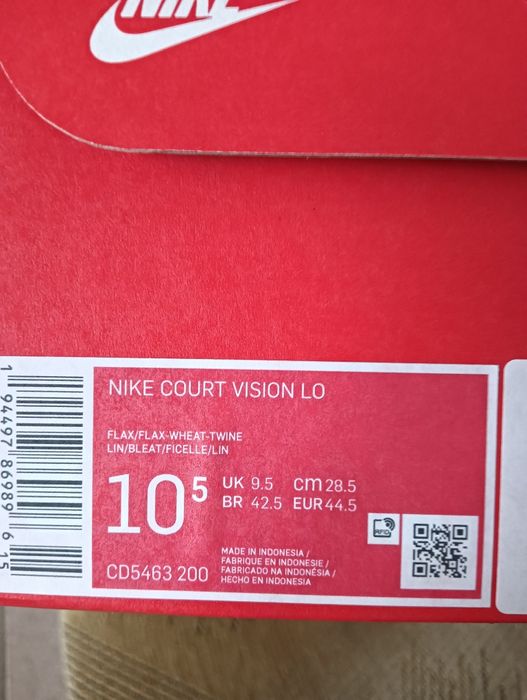 NIKE
NIKE COURT VISION LO
FLAX/FLAX-WHEAT-TWINE
LIN/BLEAT/FICELLE/LIN
10 5
UK 9.5 cm 28.5
BR 42.5 EUR 44.5
RFID
CD5463 200
MADE IN INDONESIA /
FABRIQUE EN INDONESIE /
FABRICADO NA INDONÉSIA /
HECHO EN INDONESIA
1 94497 86989 6 15